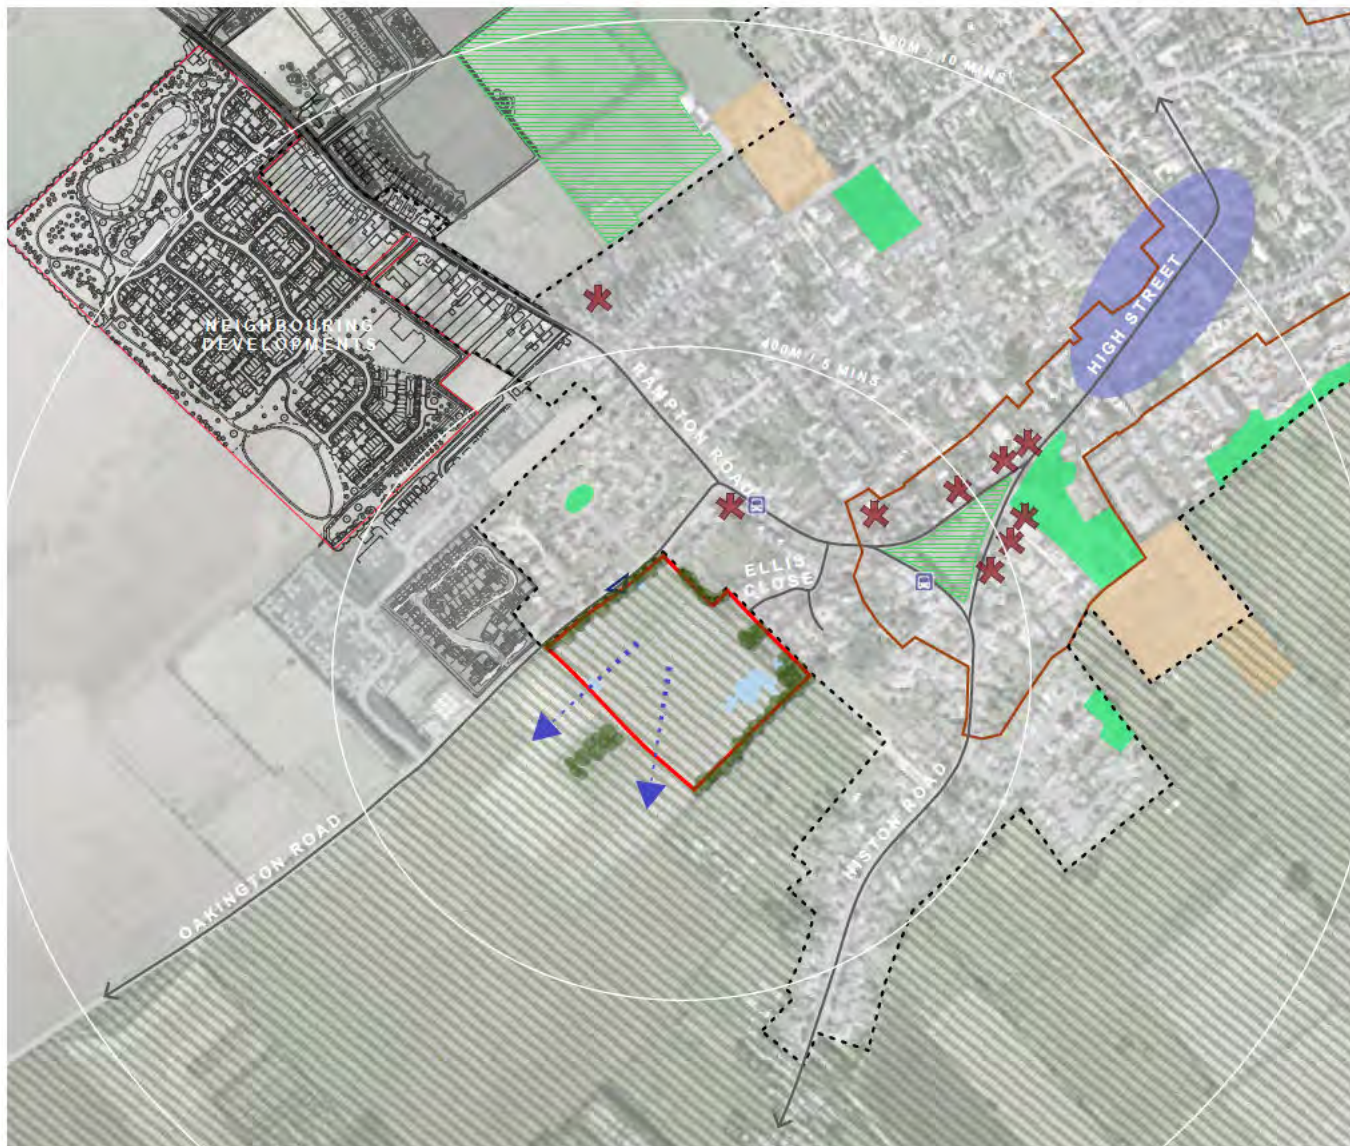 800M / 10 MINS
NEIGHBOURING
DEVELOPMENTS
HIGH STREET
400M / 5 MINS
RAMPTON ROAD
ELLIS
CLOSE
HISTON ROAD
OAKINGTON ROAD